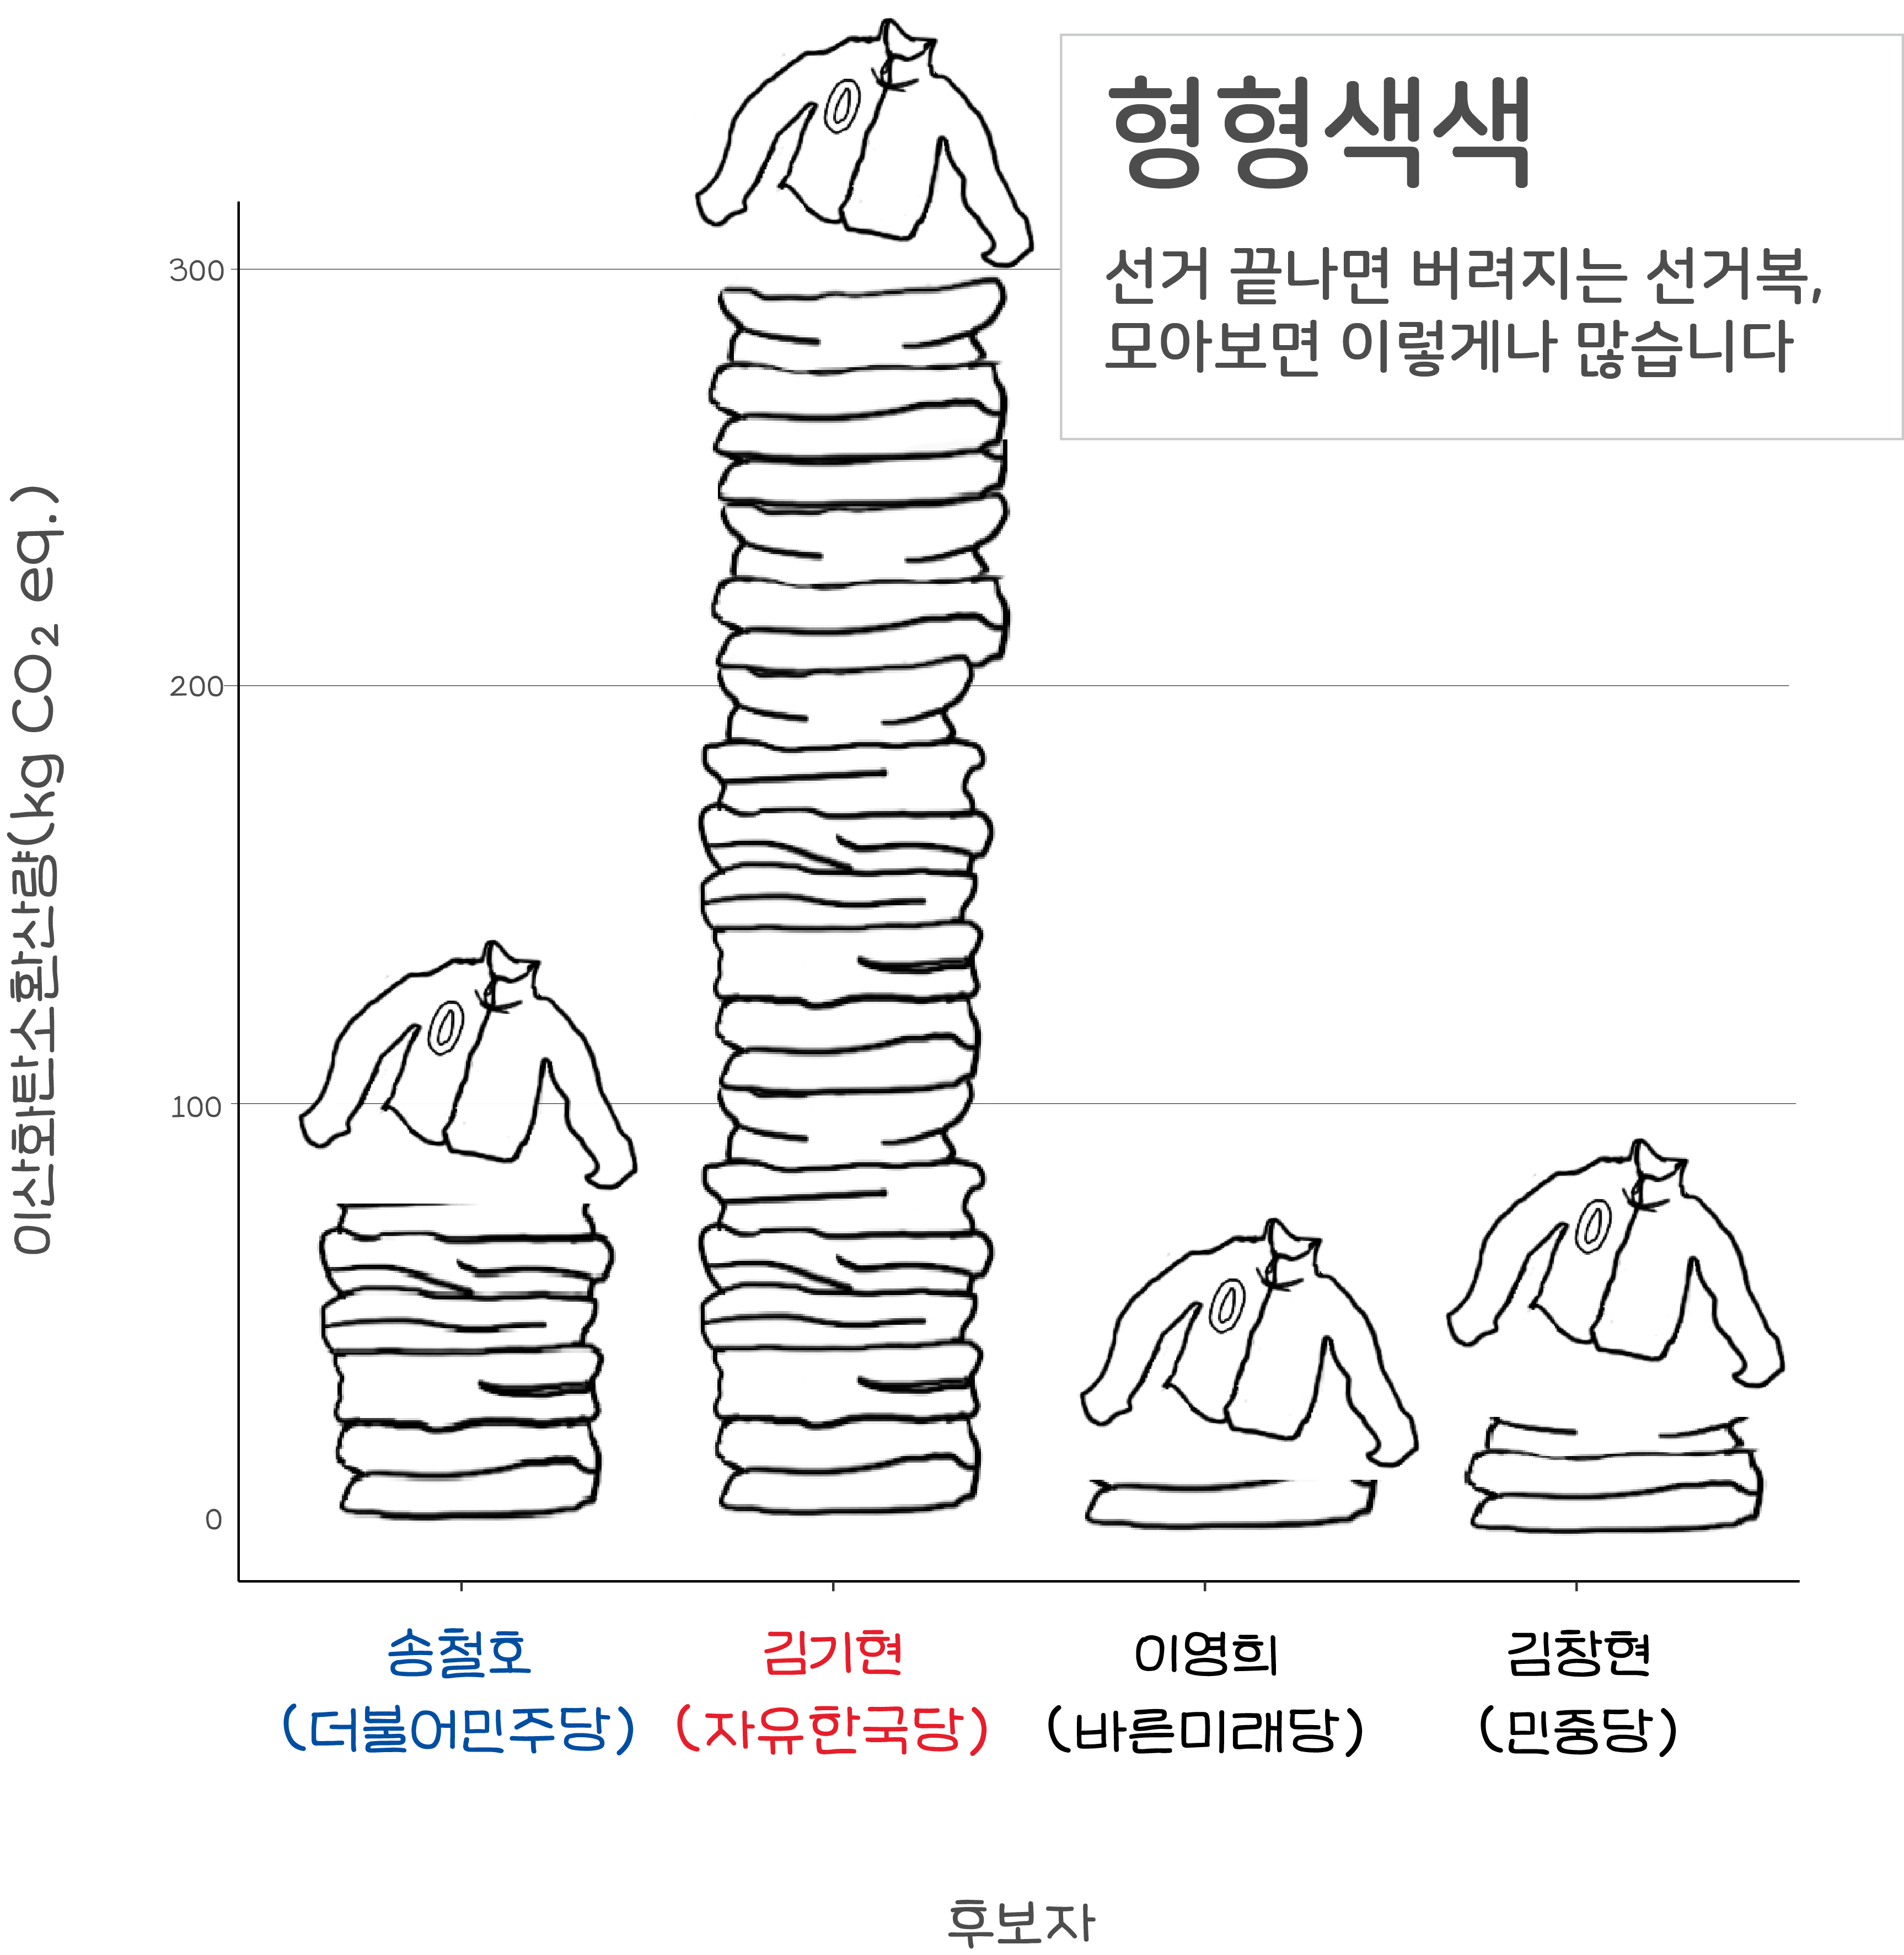 형형색색
선거 끝나면 버려지는 선거복,
모아보면 이렇게나 많습니다
이산화탄소환산량(kg CO₂ eq.)
300
200
100
0
송철호
(더불어민주당)
김기현
(자유한국당)
이영희
(바른미래당)
김창현
(민중당)
후보자